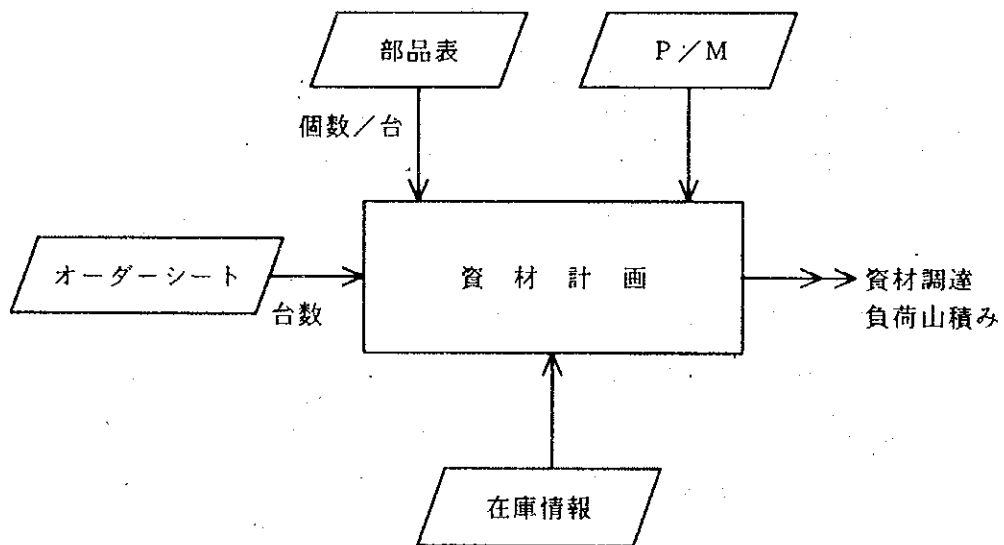 部品表
P／M
個数／台
オーダーシート
台数
資材計画
資材調達
負荷山積み
在庫情報